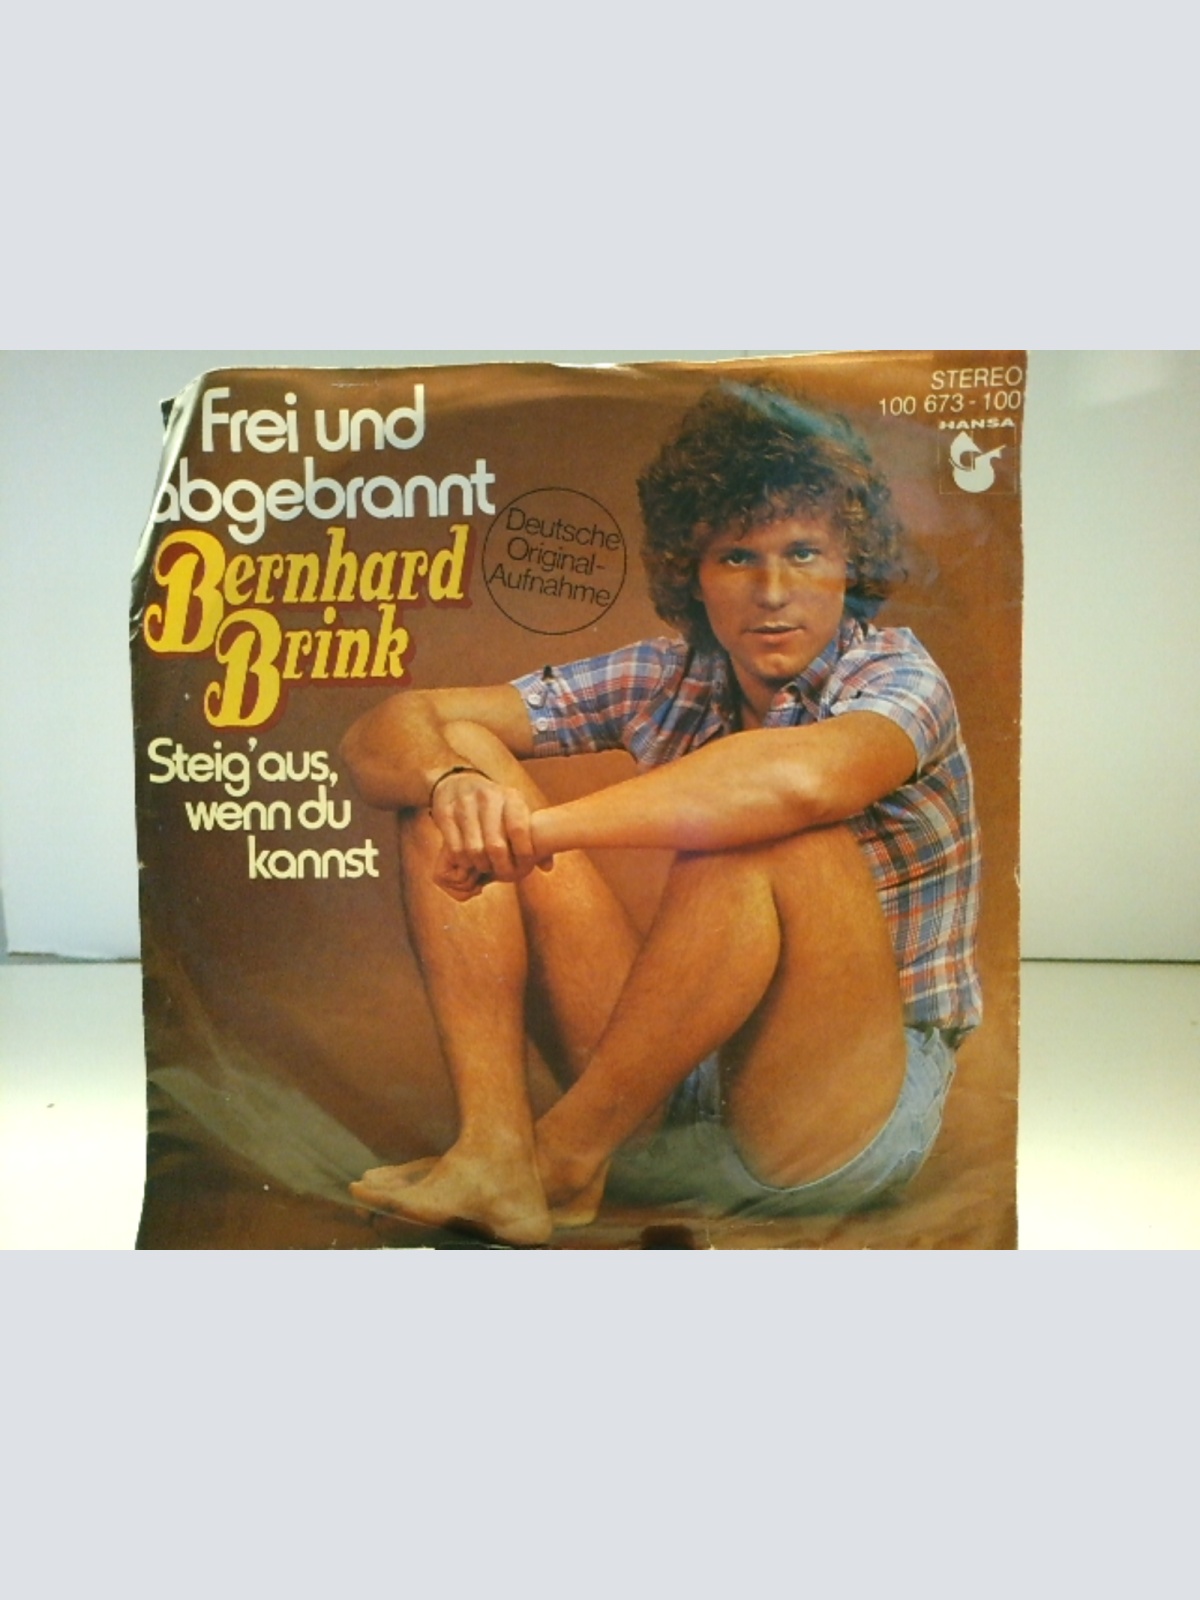 Frei und
abgebrannt
Bernhard
Brink
Steig' aus,
wenn du
kannst
Deutsche
Original-
Aufnahme
STEREO
100 673-100
HANSA